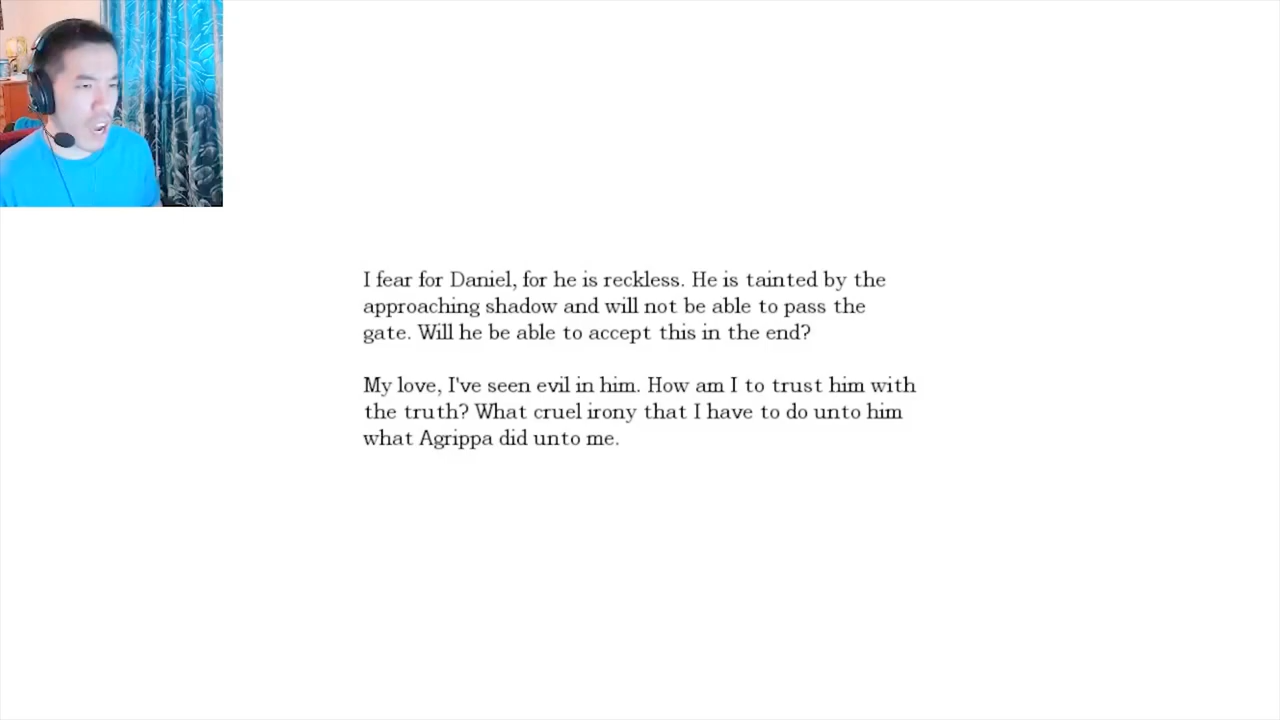 I fear for Daniel, for he is reckless. He is tainted by the
approaching shadow and will not be able to pass the
gate. Will he be able to accept this in the end?
My love, I've seen evil in him. How am I to trust him with
the truth? What cruel irony that I have to do unto him
what Agrippa did unto me.